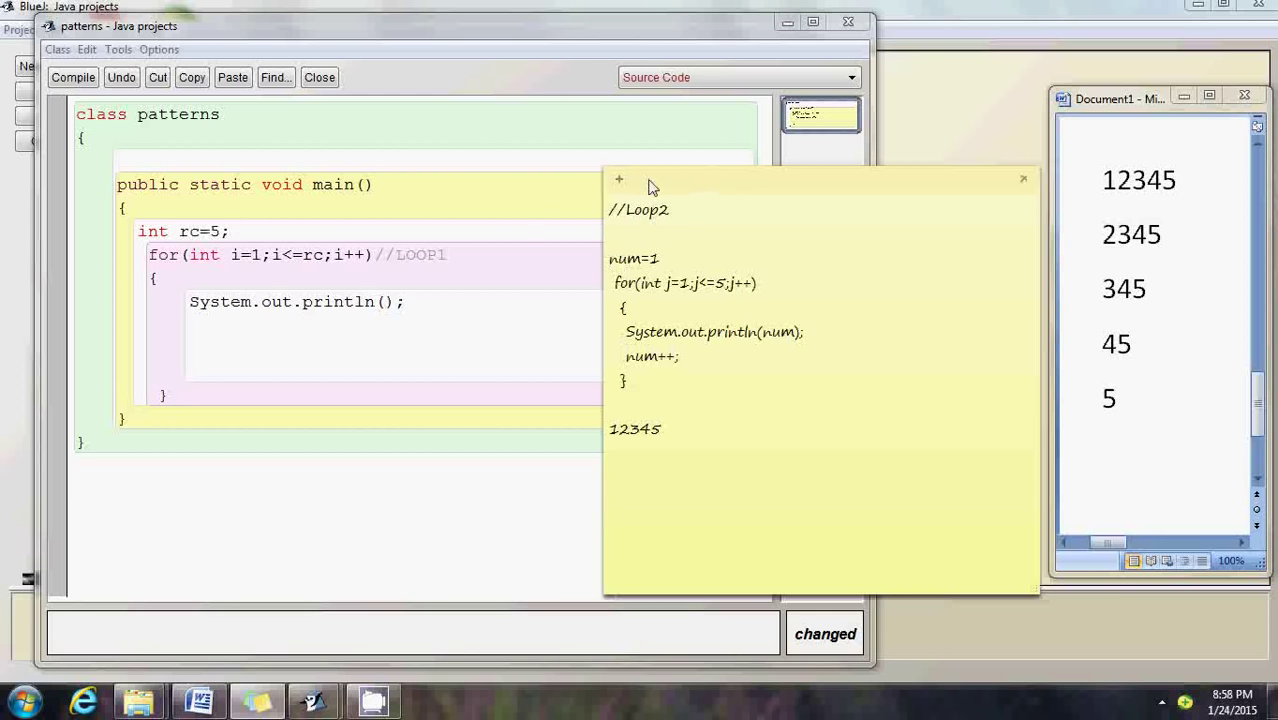 BlueJ: Java projects
patterns - Java projects
Class Edit Tools Options
Compile Undo Cut Copy Paste Find... Close
Source Code
class patterns
{
public static void main()
{
int rc=5;
for(int i=1;i<=rc;i++)//LOOP1
{
System.out.println();
}
}
}
changed
+
//Loop2
num=1
for(int j=1;j<=5;j++)
{
System.out.println(num);
num++;
}
12345
Document1 - Mi...
12345
2345
345
45
5
100%
8:58 PM
1/24/2015